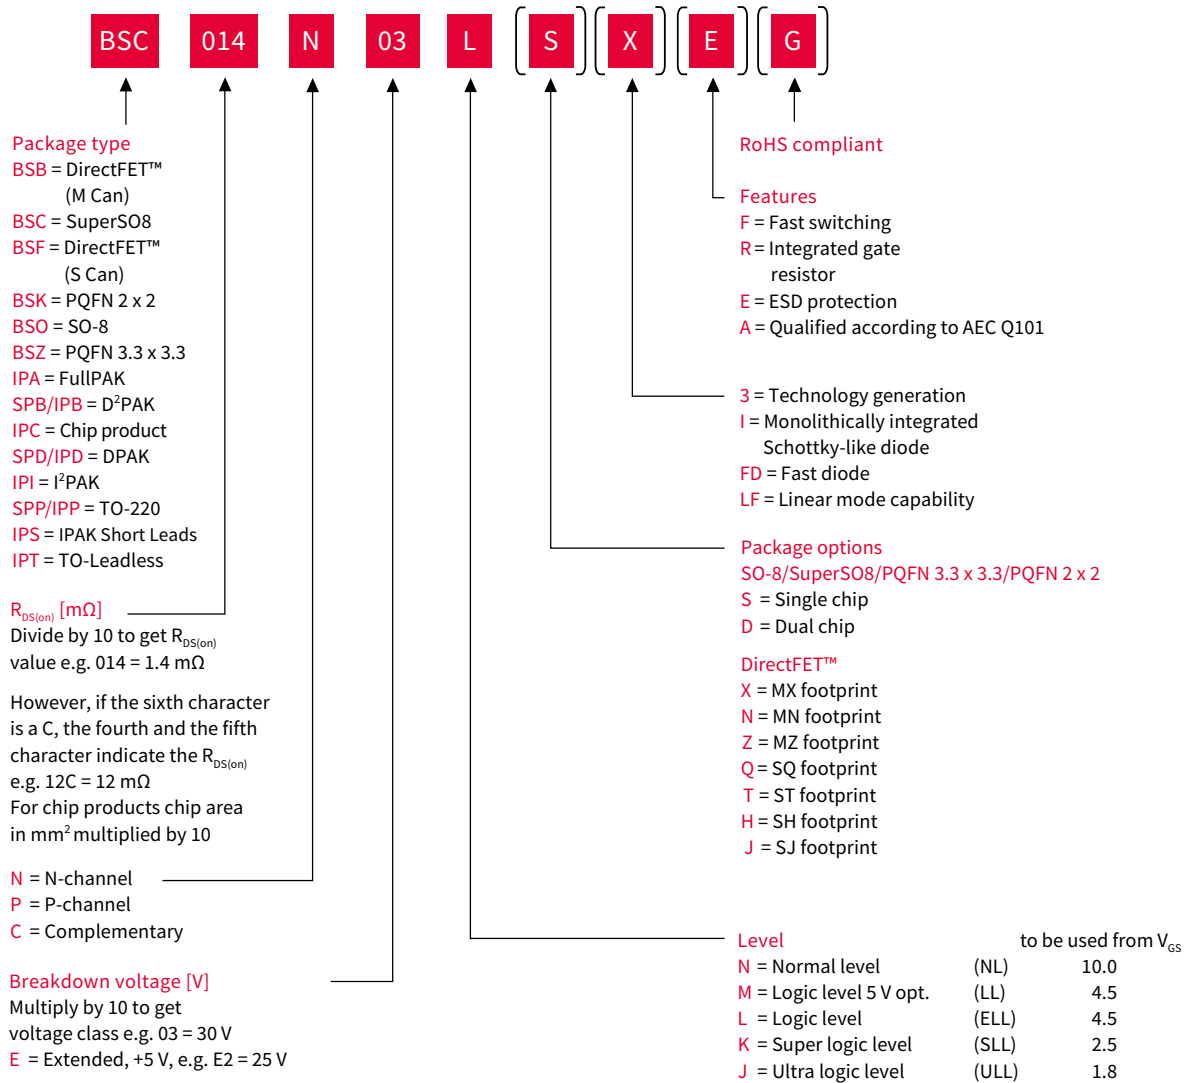 BSC 014 N 03 L S X E G
Package type
BSB = DirectFET™
(M Can)
BSC = SuperSO8
BSF = DirectFET™
(S Can)
BSK = PQFN 2 x 2
BSO = SO-8
BSZ = PQFN 3.3 x 3.3
IPA = FullPAK
SPB/IPB = D²PAK
IPC = Chip product
SPD/IPD = DPAK
IPI = I²PAK
SPP/IPP = TO-220
IPS = IPAK Short Leads
IPT = TO-Leadless
RDS(on) [mΩ]
Divide by 10 to get RDS(on)
value e.g. 014 = 1.4 mΩ
However, if the sixth character
is a C, the fourth and the fifth
character indicate the RDS(on)
e.g. 12C = 12 mΩ
For chip products chip area
in mm² multiplied by 10
N = N-channel
P = P-channel
C = Complementary
Breakdown voltage [V]
Multiply by 10 to get
voltage class e.g. 03 = 30 V
E = Extended, +5 V, e.g. E2 = 25 V
RoHS compliant
Features
F = Fast switching
R = Integrated gate
resistor
E = ESD protection
A = Qualified according to AEC Q101
3 = Technology generation
I = Monolithically integrated
Schottky-like diode
FD = Fast diode
LF = Linear mode capability
Package options
SO-8/SuperSO8/PQFN 3.3 x 3.3/PQFN 2 x 2
S = Single chip
D = Dual chip
DirectFET™
X = MX footprint
N = MN footprint
Z = MZ footprint
Q = SQ footprint
T = ST footprint
H = SH footprint
J = SJ footprint
Level to be used from VGS
N = Normal level (NL) 10.0
M = Logic level 5 V opt. (LL) 4.5
L = Logic level (ELL) 4.5
K = Super logic level (SLL) 2.5
J = Ultra logic level (ULL) 1.8